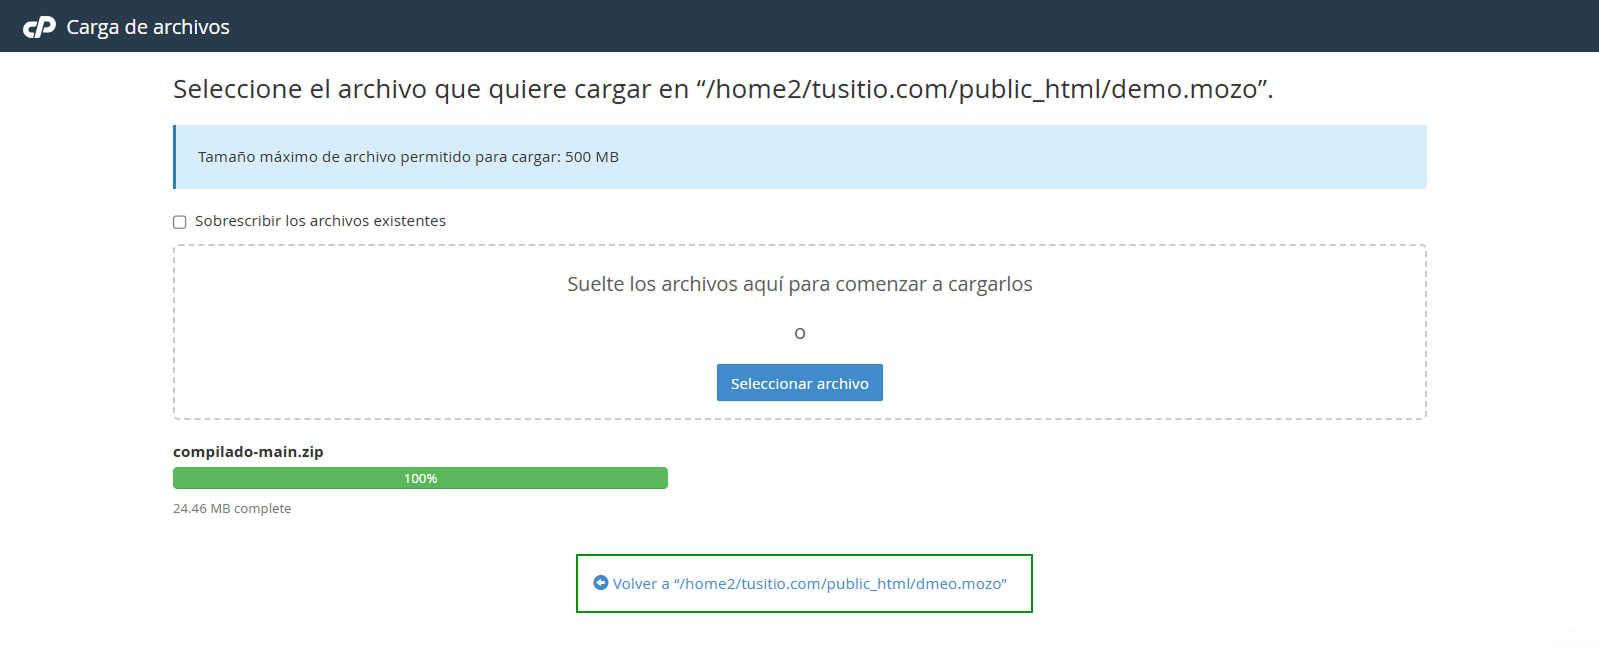 cP Carga de archivos
Seleccione el archivo que quiere cargar en “/home2/tusitio.com/public_html/demo.mozo”.
Tamaño máximo de archivo permitido para cargar: 500 MB
Sobrescribir los archivos existentes
Suelte los archivos aquí para comenzar a cargarlos
o
Seleccionar archivo
compilado-main.zip
100%
24.46 MB complete
Volver a “/home2/tusitio.com/public_html/dmeo.mozo”